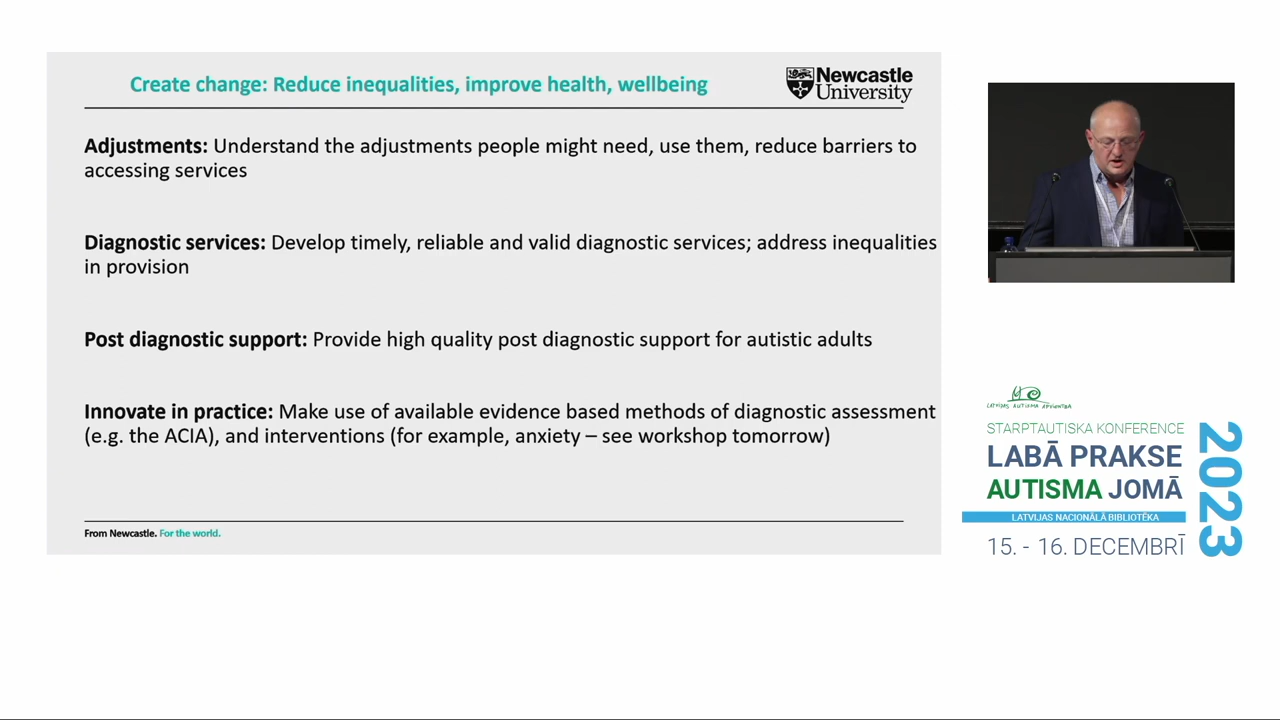 Create change: Reduce inequalities, improve health, wellbeing
Newcastle
University
Adjustments: Understand the adjustments people might need, use them, reduce barriers to
accessing services
Diagnostic services: Develop timely, reliable and valid diagnostic services; address inequalities
in provision
Post diagnostic support: Provide high quality post diagnostic support for autistic adults
Innovate in practice: Make use of available evidence based methods of diagnostic assessment
(e.g. the ACIA), and interventions (for example, anxiety – see workshop tomorrow)
From Newcastle. For the world.
LATVIJAS AUTISMA APVIENĪBA
STARPTAUTISKA KONFERENCE
LABĀ PRAKSE
AUTISMA JOMĀ
LATVIJAS NACIONĀLĀ BIBLIOTĒKA
15. - 16. DECEMBRĪ
2023